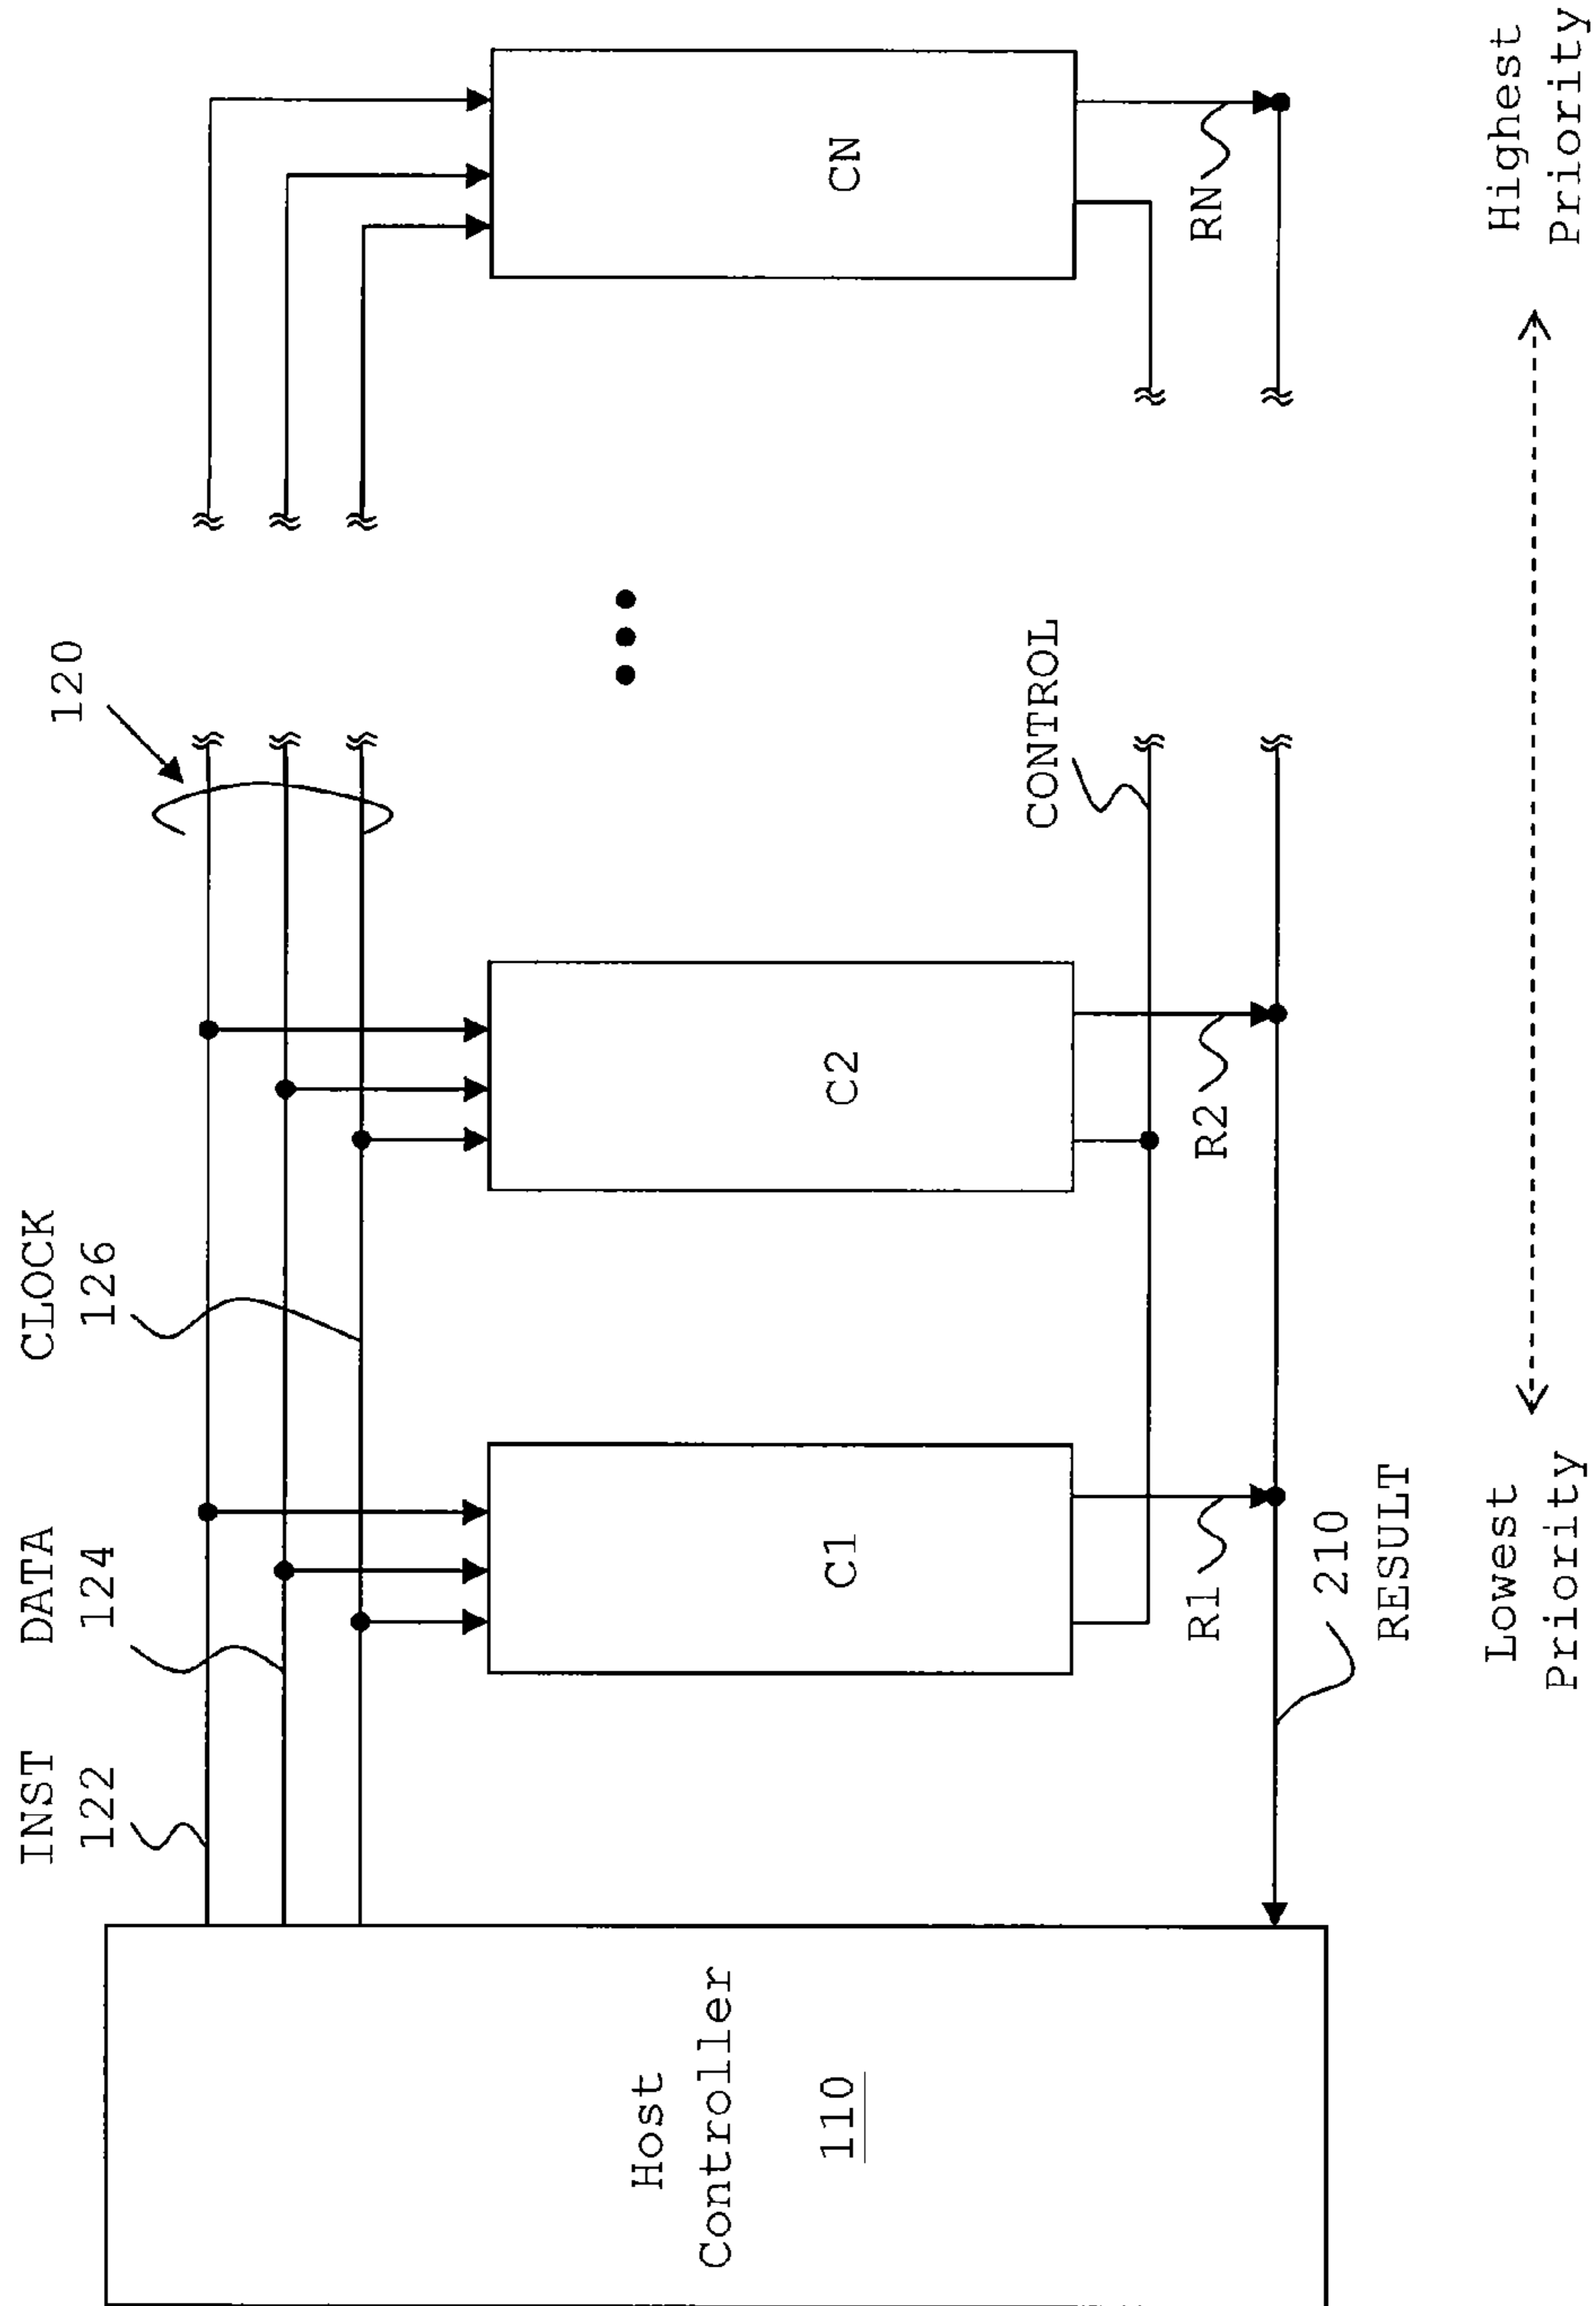 INST
122
DATA
124
CLOCK
126
120
Host
Controller
110
C1
C2
CN
CONTROL
R1
R2
RN
210
RESULT
Lowest
Priority
Highest
Priority